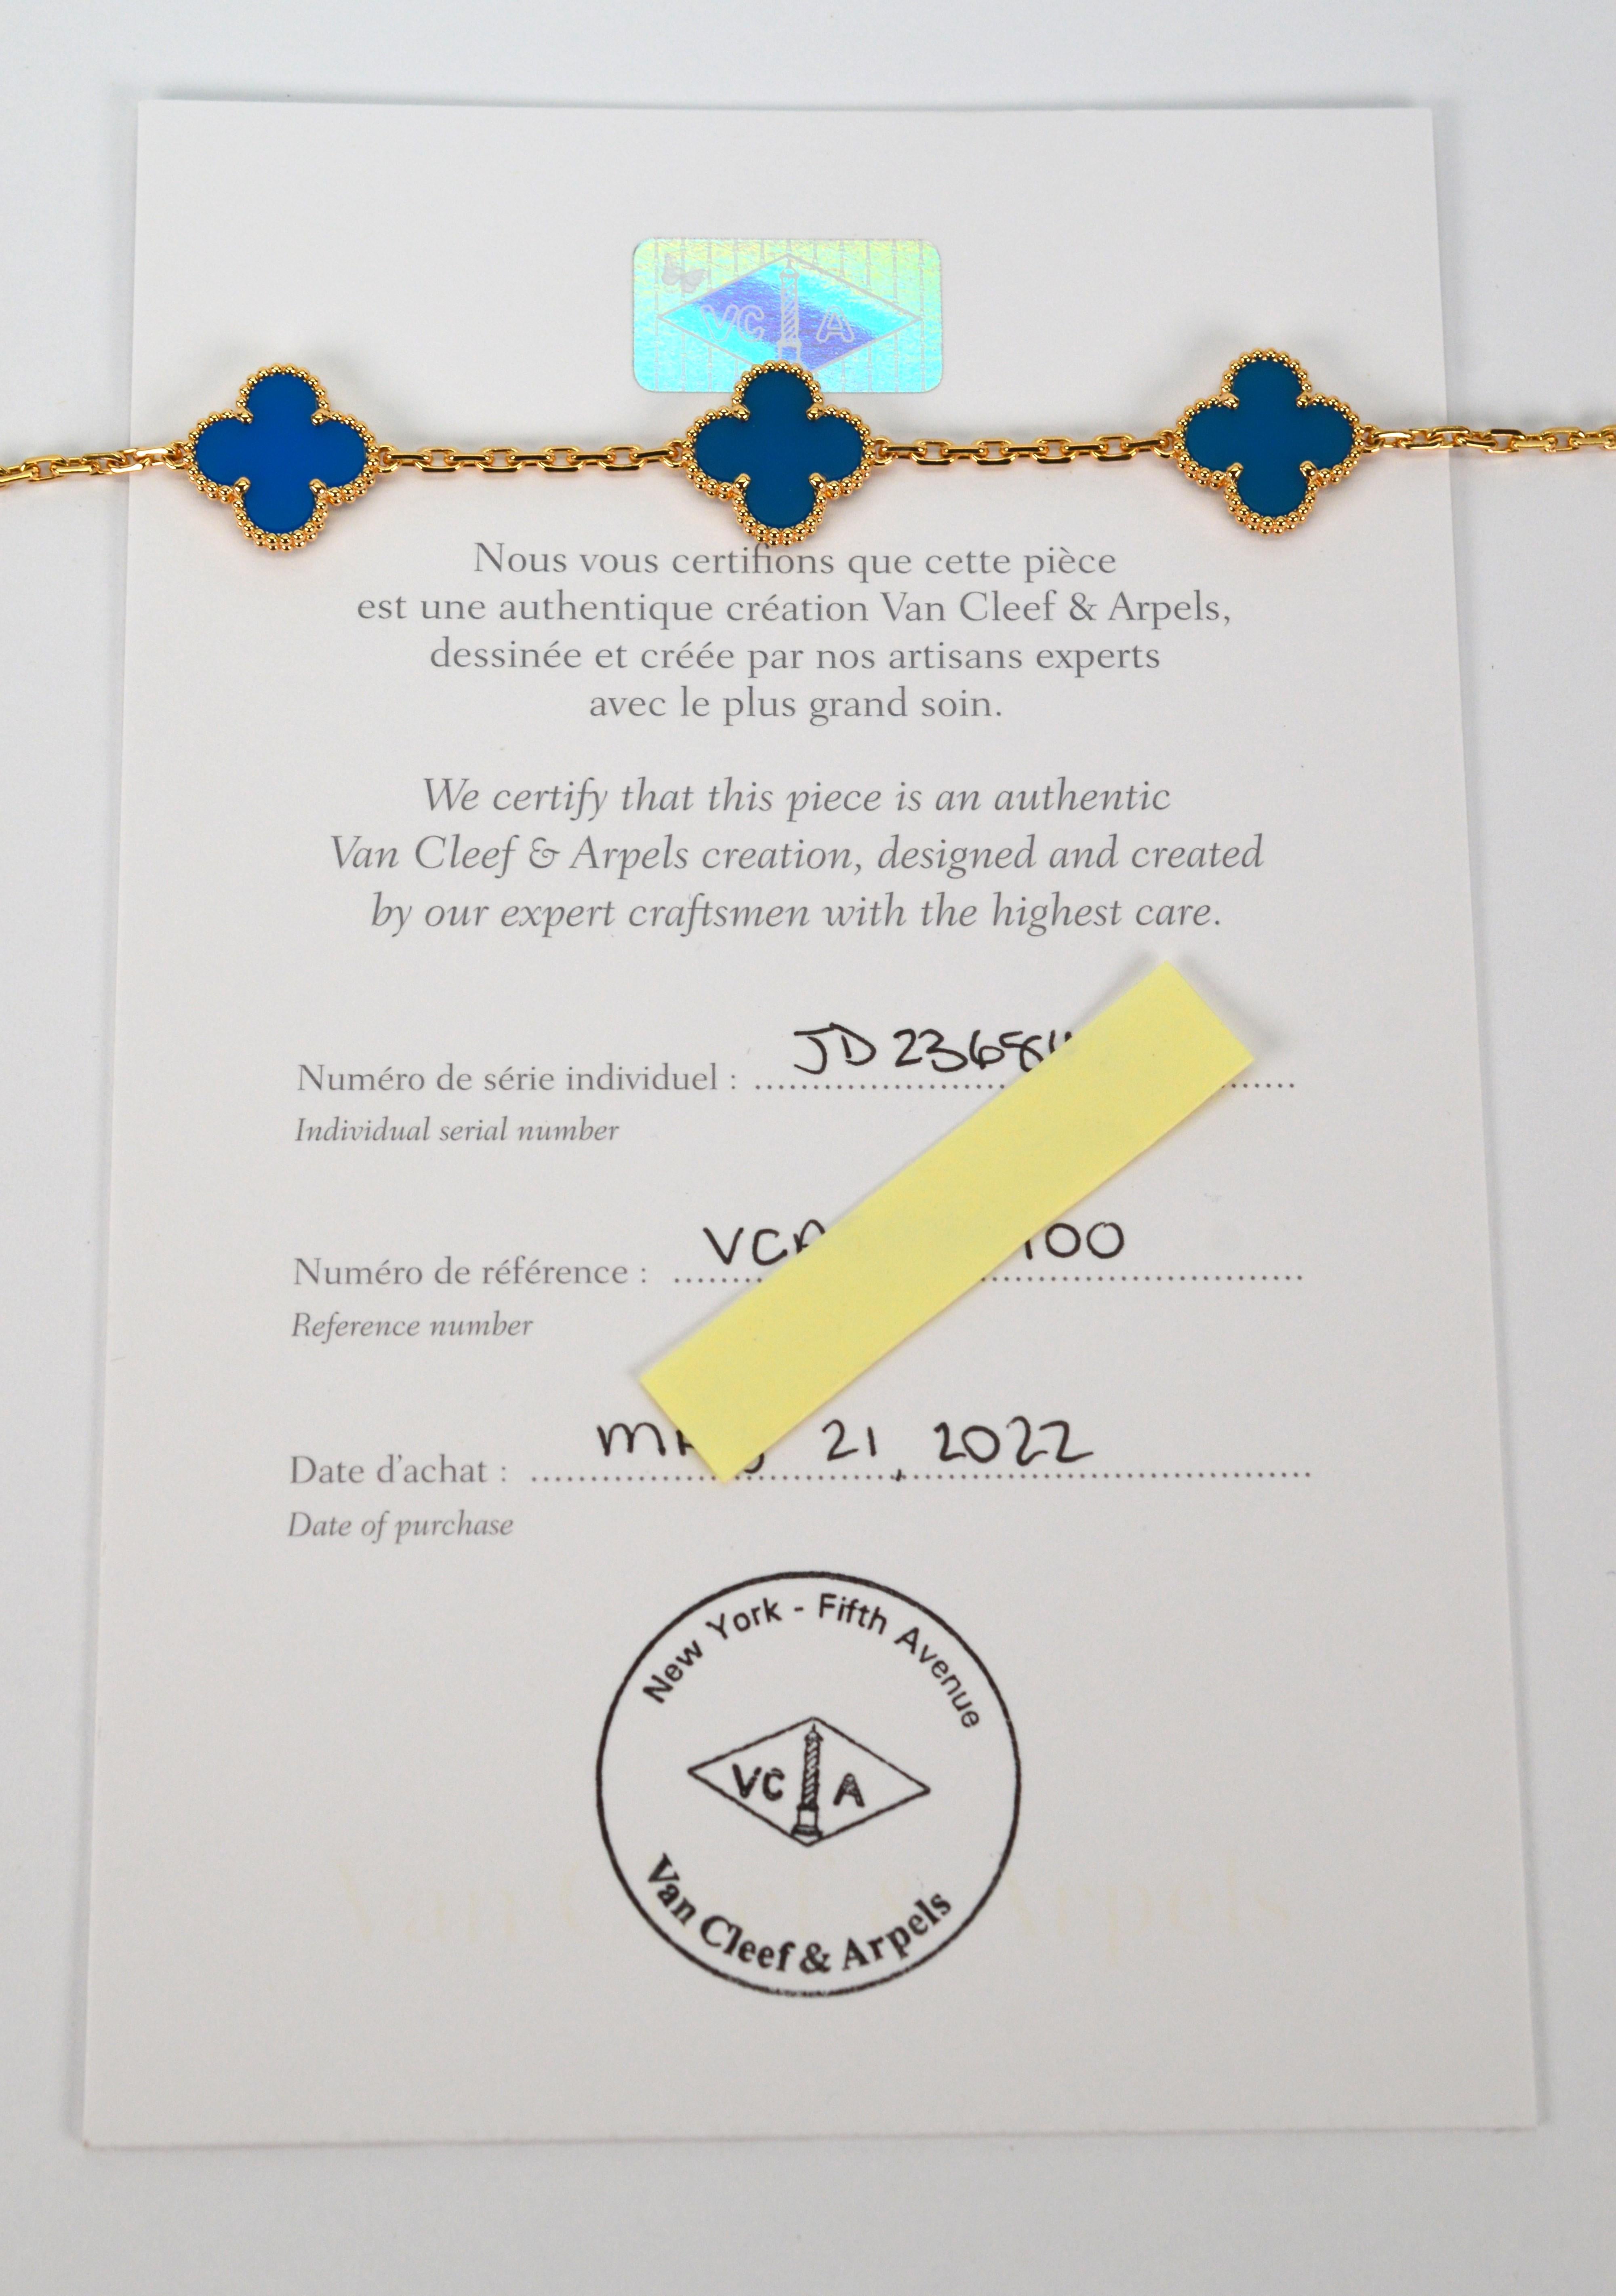 VC A
Nous vous certifions que cette pièce
est une authentique création Van Cleef & Arpels,
dessinée et créée par nos artisans experts
avec le plus grand soin.
We certify that this piece is an authentic
Van Cleef & Arpels creation, designed and created
by our expert craftsmen with the highest care.
Numéro de série individuel : JD
Individual serial number
Numéro de référence : 100
Reference number
Date d'achat : 21, 2022
Date of purchase
New York - Fifth Avenue
VC A
Van Cleef & Arpels